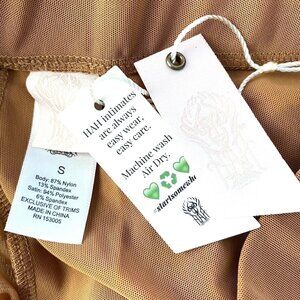 S
Body: 87% Nylon
13% Spandex
Satin: 94% Polyester
6% Spandex
EXCLUSIVE OF TRIMS
MADE IN CHINA
RN 153005
HAH intimates
are always
easy wear,
easy care.
Machine wash
Air Dry.